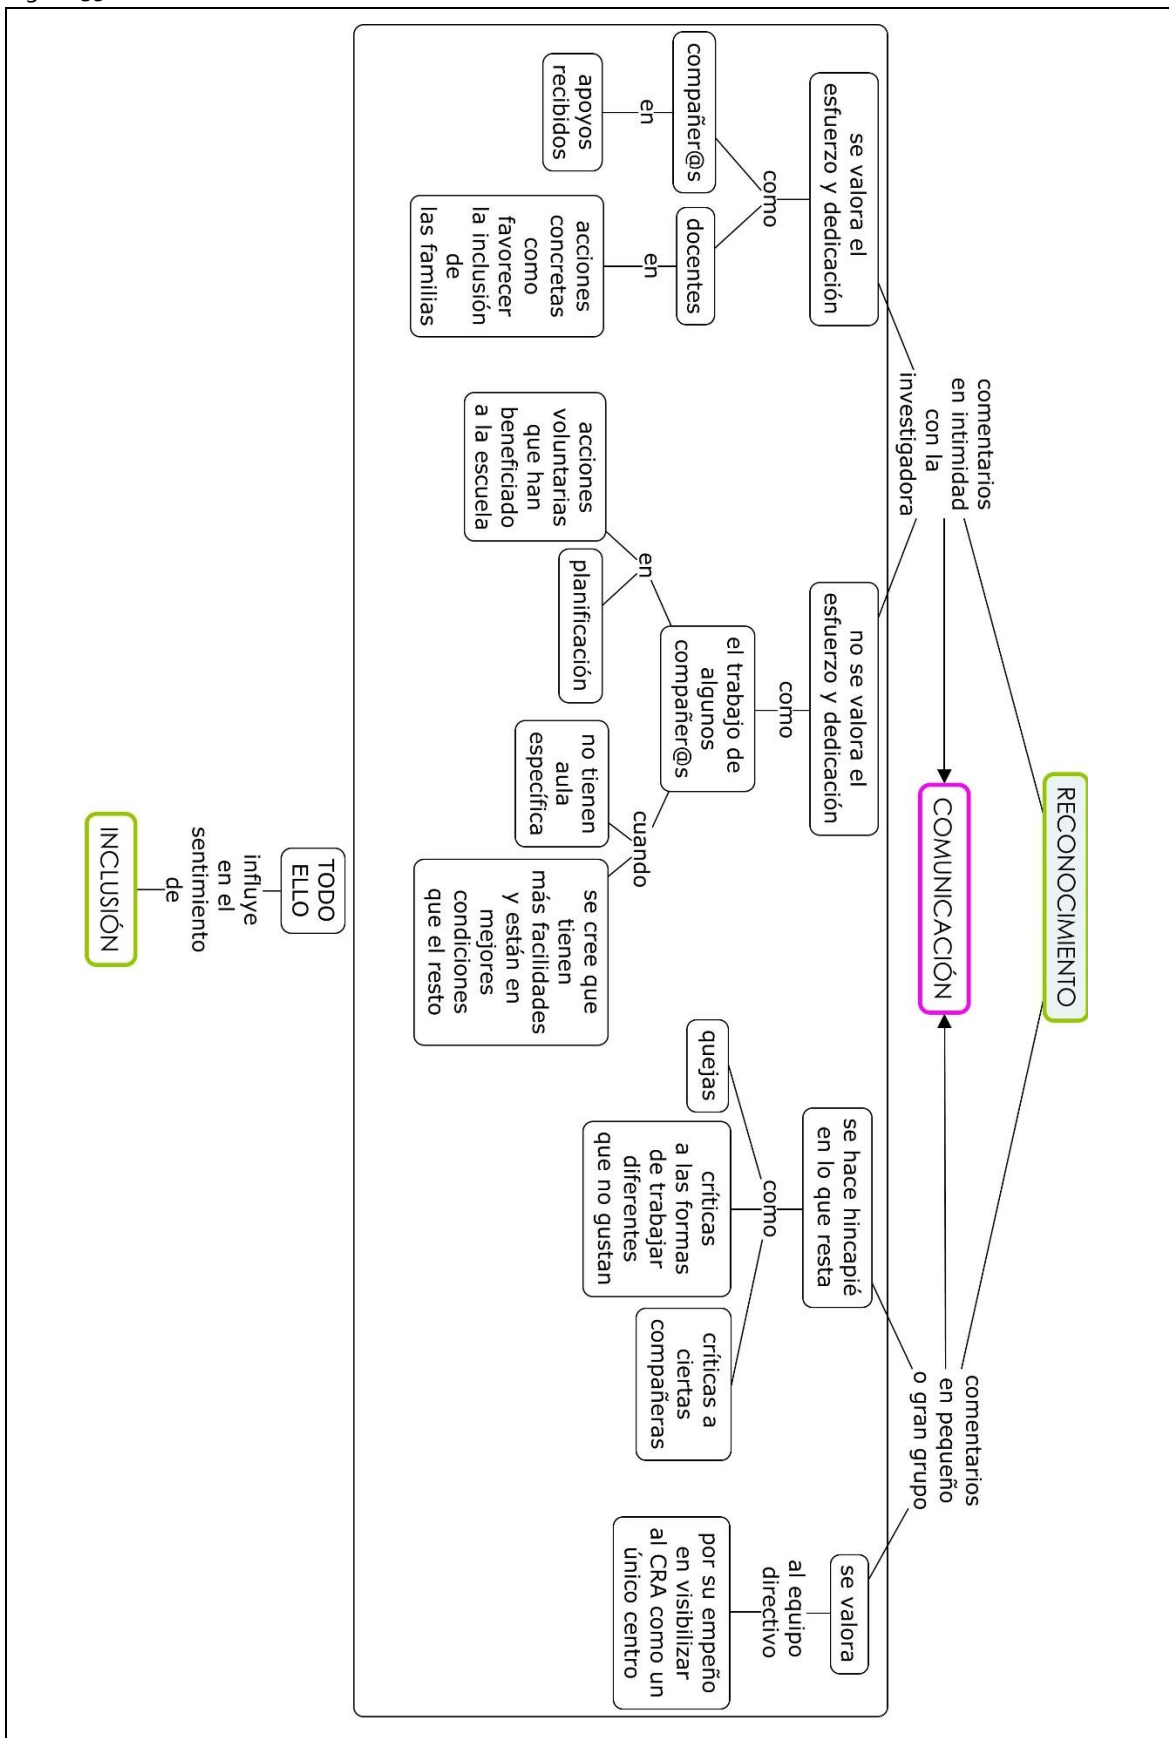 RECONOCIMIENTO
comentarios
en intimidad
con la
investigadora
COMUNICACIÓN
comentarios
en pequeño
o gran grupo
se valora el
esfuerzo y dedicación
como
compañer@s
en
apoyos
recibidos
docentes
en
acciones
concretas
como
favorecer
la inclusión
de
las familias
no se valora el
esfuerzo y dedicación
como
el trabajo de
algunos
compañer@s
en
acciones
voluntarias
que han
beneficiado
a la escuela
planificación
cuando
no tienen
aula
específica
se cree que
tienen
más facilidades
y están en
mejores
condiciones
que el resto
se hace hincapié
en lo que resta
como
quejas
críticas
a las formas
de trabajar
diferentes
que no gustan
críticas a
ciertas
compañeras
se valora
al equipo
directivo
por su empeño
en visibilizar
al CRA como un
único centro
TODO
ELLO
influye
en el
sentimiento
de
INCLUSIÓN